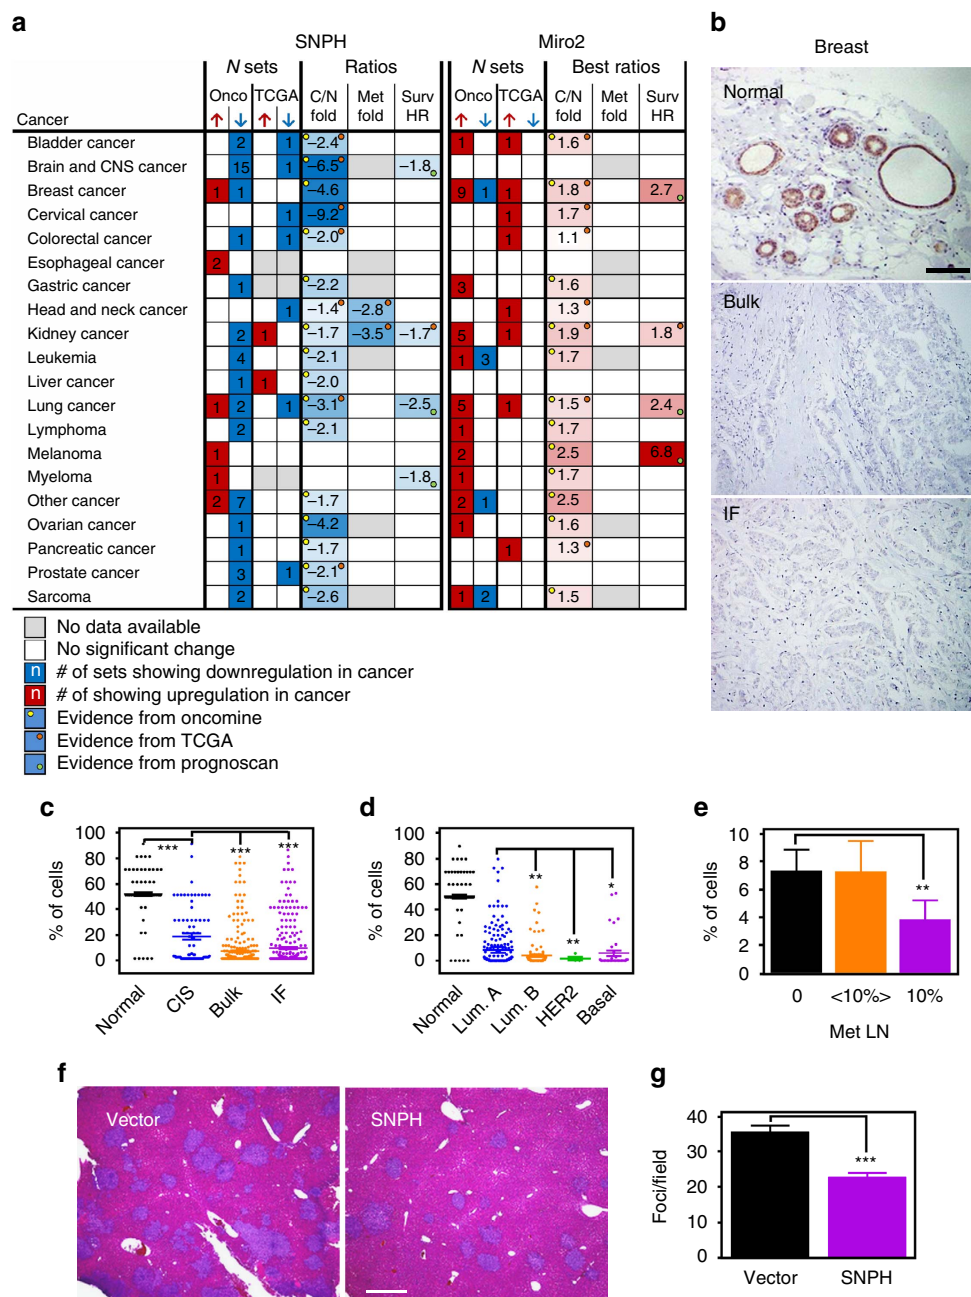 a
SNPH Miro2
N sets Ratios N sets Best ratios
Onco TCGA C/N fold Met fold Surv HR Onco TCGA C/N fold Met fold Surv HR
Cancer ↑ ↓ ↑ ↓ ↑ ↓ ↑ ↓
Bladder cancer 2 1 −2.4 1 1 1.6
Brain and CNS cancer 15 1 −6.5 −1.8
Breast cancer 1 1 −4.6 9 1 1 1.8 2.7
Cervical cancer 1 −9.2 1 1.7
Colorectal cancer 1 1 −2.0 1 1.1
Esophageal cancer 2
Gastric cancer 1 −2.2 3 1.6
Head and neck cancer 1 −1.4 −2.8 1 1.3
Kidney cancer 2 1 −1.7 −3.5 −1.7 5 1 1.9 1.8
Leukemia 4 −2.1 1 3 1.7
Liver cancer 1 1 −2.0
Lung cancer 1 2 1 −3.1 −2.5 5 1 1.5 2.4
Lymphoma 2 −2.1 1 1.7
Melanoma 1 2 2.5 6.8
Myeloma 1 −1.8 1 1.7
Other cancer 2 7 −1.7 2 1 2.5
Ovarian cancer 1 −4.2 1 1.6
Pancreatic cancer 1 −1.7 1 1.3
Prostate cancer 3 1 −2.1
Sarcoma 2 −2.6 1 2 1.5
No data available
No significant change
n # of sets showing downregulation in cancer
n # of showing upregulation in cancer
Evidence from oncomine
Evidence from TCGA
Evidence from prognoscan
b
Breast
Normal
Bulk
IF
c
% of cells
100
80
60
40
20
0
*** *** ***
Normal CIS Bulk IF
d
% of cells
100
80
60
40
20
0
** ** *
Normal Lum. A Lum. B HER2 Basal
e
% of cells
10
8
6
4
2
0
**
0 <10%> 10%
Met LN
f
Vector SNPH
g
Foci/field
40
30
20
10
0
***
Vector SNPH